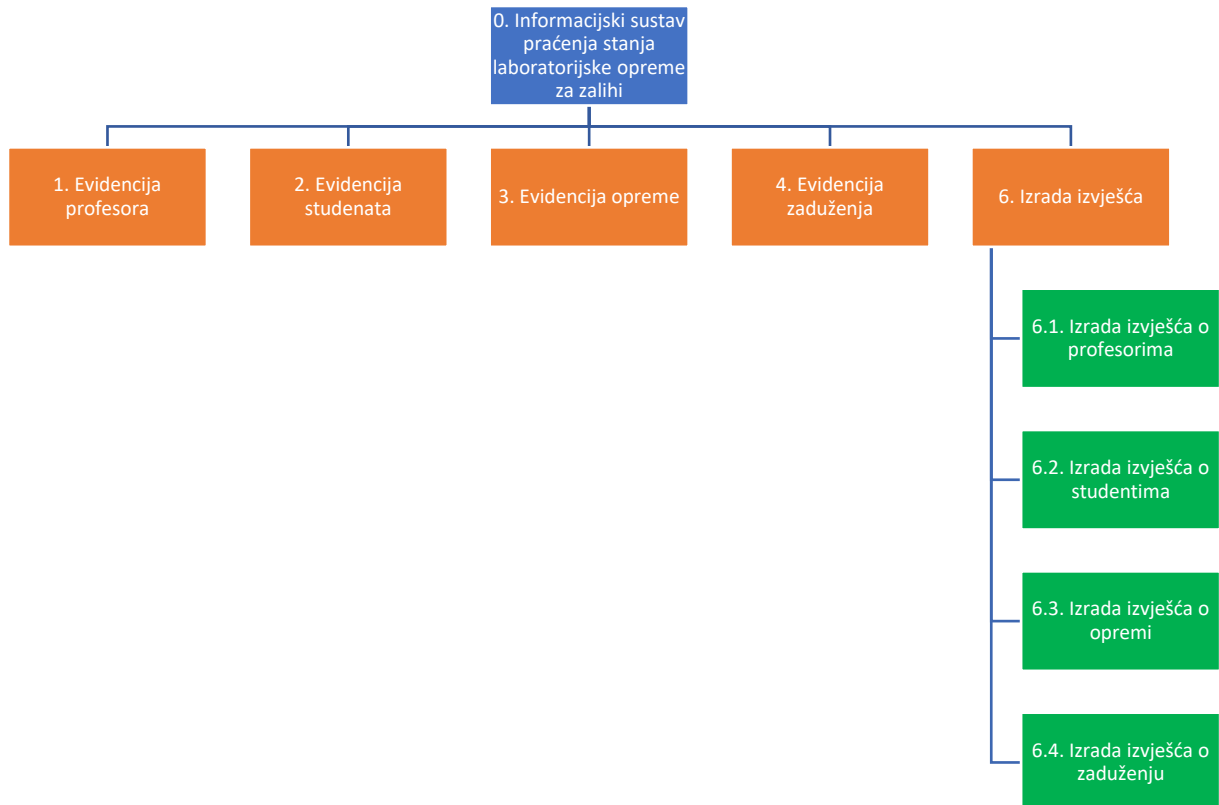 0. Informacijski sustav
praćenja stanja
laboratorijske opreme
za zalihi
1. Evidencija
profesora
2. Evidencija
studenata
3. Evidencija opreme
4. Evidencija
zaduženja
6. Izrada izvješća
6.1. Izrada izvješća o
profesorima
6.2. Izrada izvješća o
studentima
6.3. Izrada izvješća o
opremi
6.4. Izrada izvješća o
zaduženju